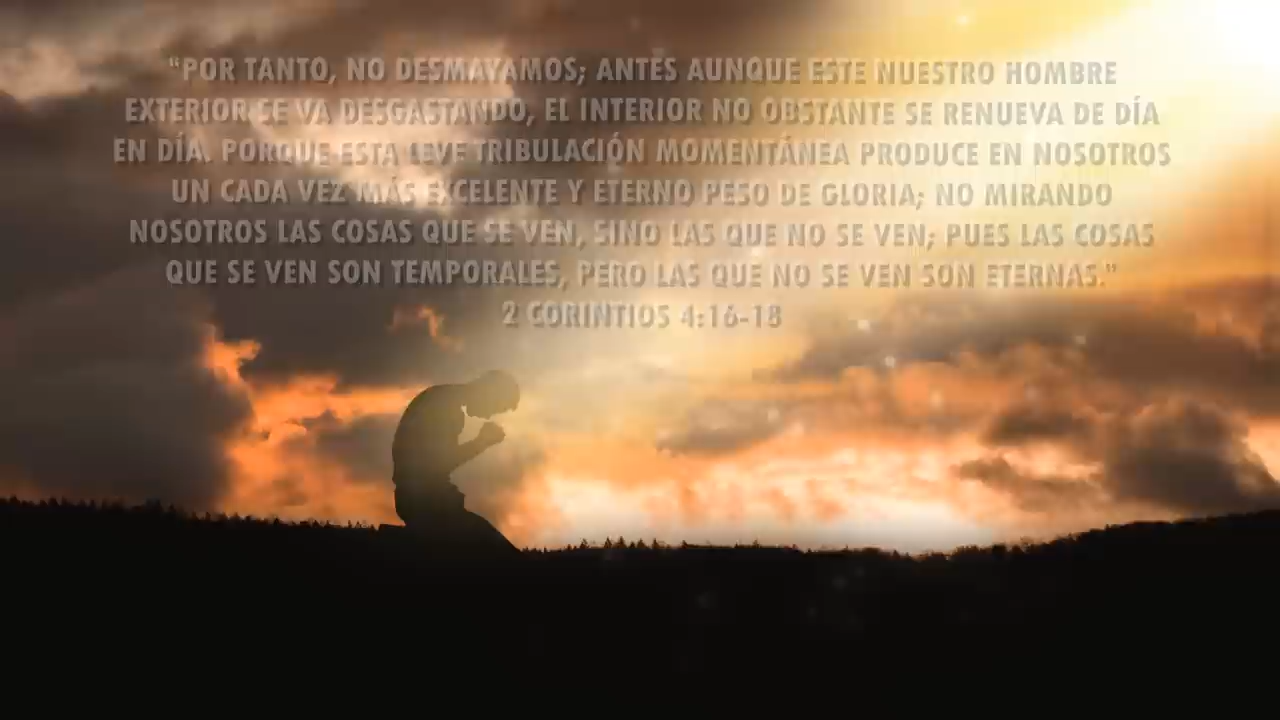 “POR TANTO, NO DESMAYAMOS; ANTES AUNQUE ESTE NUESTRO HOMBRE
EXTERIOR SE VA DESGASTANDO, EL INTERIOR NO OBSTANTE SE RENUEVA DE DÍA
EN DÍA. PORQUE ESTA LEVE TRIBULACIÓN MOMENTÁNEA PRODUCE EN NOSOTROS
UN CADA VEZ MÁS EXCELENTE Y ETERNO PESO DE GLORIA; NO MIRANDO
NOSOTROS LAS COSAS QUE SE VEN, SINO LAS QUE NO SE VEN; PUES LAS COSAS
QUE SE VEN SON TEMPORALES, PERO LAS QUE NO SE VEN SON ETERNAS.”
2 CORINTIOS 4:16-18